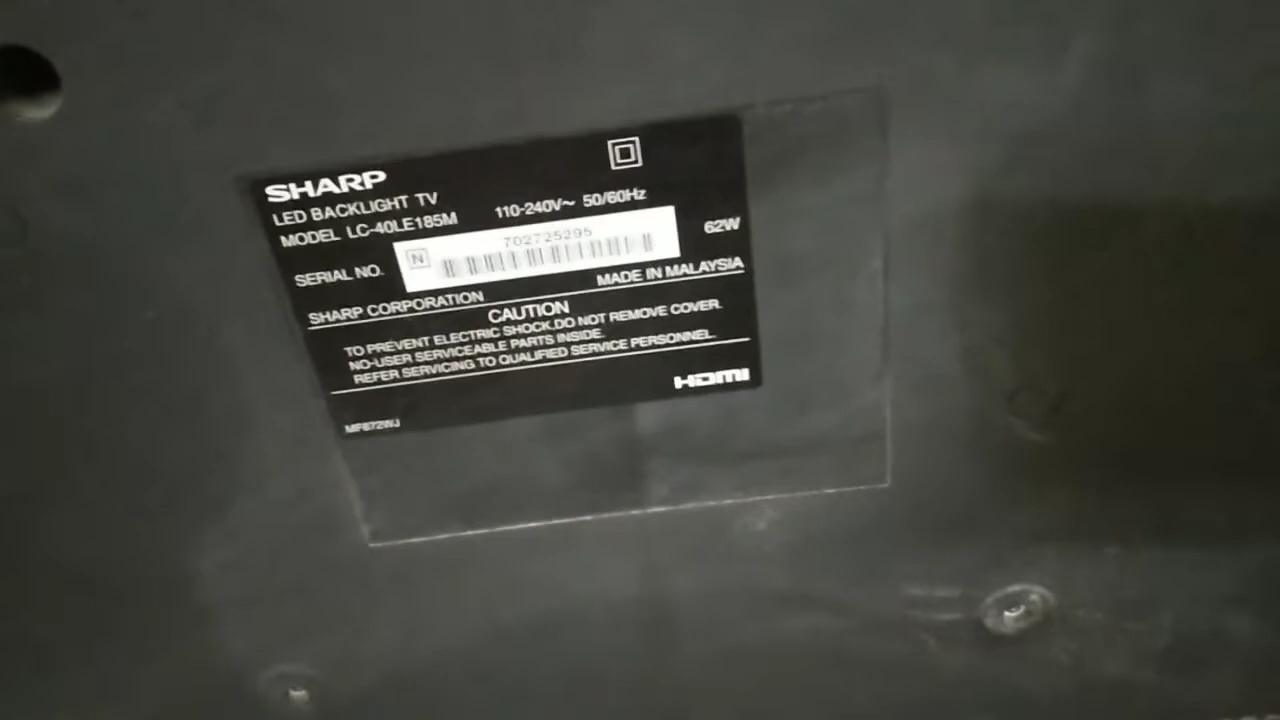 SHARP
LED BACKLIGHT TV
MODEL LC-40LE185M
110-240V~ 50/60Hz
62W
SERIAL NO.
N
702725295
SHARP CORPORATION
MADE IN MALAYSIA
CAUTION
TO PREVENT ELECTRIC SHOCK.DO NOT REMOVE COVER.
NO-USER SERVICEABLE PARTS INSIDE.
REFER SERVICING TO QUALIFIED SERVICE PERSONNEL.
HDMI
MF872WJ